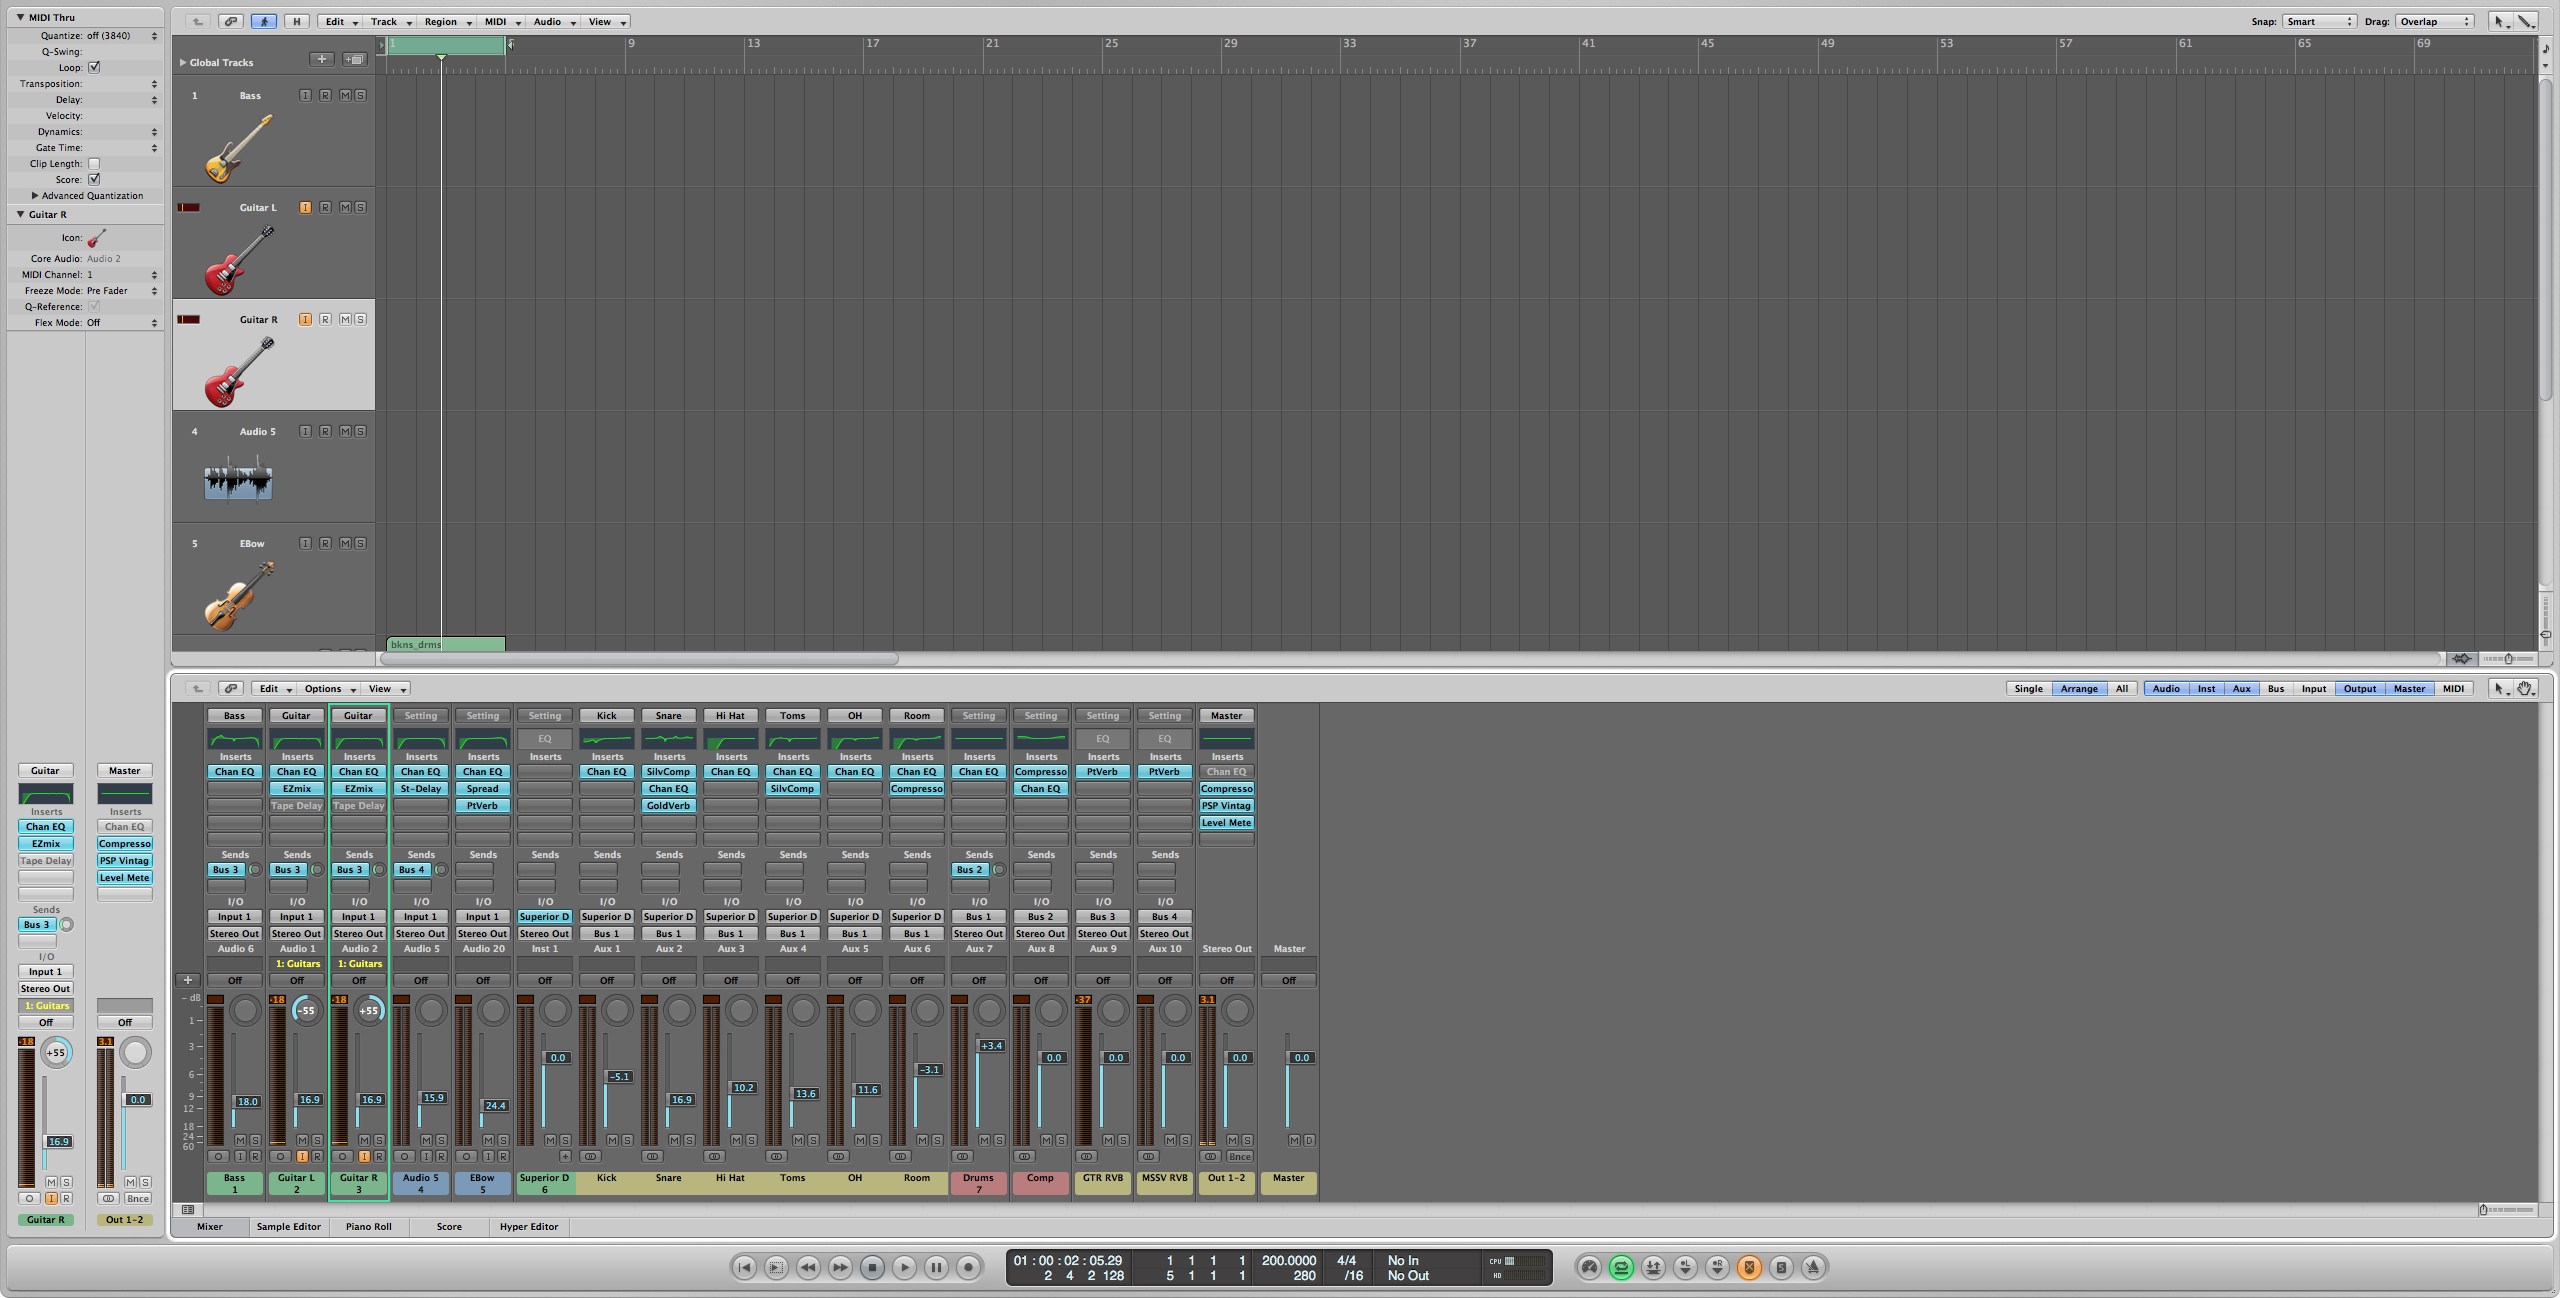 MIDI Thru
Quantize: off (3840)
Q-Swing:
Loop:
Transposition:
Delay:
Velocity:
Dynamics:
Gate Time:
Clip Length:
Score:
Advanced Quantization
Guitar R
Icon:
Core Audio: Audio 2
MIDI Channel: 1
Freeze Mode: Pre Fader
Q-Reference:
Flex Mode: Off
H Edit Track Region MIDI Audio View
Snap: Smart Drag: Overlap
1 9 13 17 21 25 29 33 37 41 45 49 53 57 61 65 69
Global Tracks
1 Bass I R M S
Guitar L I R M S
Guitar R I R M S
4 Audio 5 I R M S
5 EBow I R M S
bkns_drms
Edit Options View
Single Arrange All Audio Inst Aux Bus Input Output Master MIDI
Bass Guitar Guitar Setting Setting Setting Kick Snare Hi Hat Toms OH Room Setting Setting Setting Setting Master
EQ EQ EQ
Inserts Inserts Inserts Inserts Inserts Inserts Inserts Inserts Inserts Inserts Inserts Inserts Inserts Inserts Inserts Inserts Inserts
Chan EQ Chan EQ Chan EQ Chan EQ Chan EQ Chan EQ SilvComp Chan EQ Chan EQ Chan EQ Chan EQ Chan EQ Compresso PtVerb PtVerb Chan EQ
EZmix EZmix St-Delay Spread Chan EQ SilvComp Compresso Chan EQ Compresso
Tape Delay Tape Delay PtVerb GoldVerb PSP Vintag
Level Mete
Sends Sends Sends Sends Sends Sends Sends Sends Sends Sends Sends Sends Sends Sends Sends Sends
Bus 3 Bus 3 Bus 3 Bus 4 Bus 2
I/O I/O I/O I/O I/O I/O I/O I/O I/O I/O I/O I/O I/O I/O I/O I/O
Input 1 Input 1 Input 1 Input 1 Input 1 Superior D Superior D Superior D Superior D Superior D Superior D Superior D Bus 1 Bus 2 Bus 3 Bus 4
Stereo Out Stereo Out Stereo Out Stereo Out Stereo Out Stereo Out Bus 1 Bus 1 Bus 1 Bus 1 Bus 1 Bus 1 Stereo Out Stereo Out Stereo Out Stereo Out
Audio 6 Audio 1 Audio 2 Audio 5 Audio 20 Inst 1 Aux 1 Aux 2 Aux 3 Aux 4 Aux 5 Aux 6 Aux 7 Aux 8 Aux 9 Aux 10 Stereo Out Master
1: Guitars 1: Guitars
Off Off Off Off Off Off Off Off Off Off Off Off Off Off Off Off Off Off
dB -18 -18 -37 3.1
-55 +55
1
3
6
9
12
18
24
60
18.0 16.9 16.9 15.9 24.4 0.0 -5.1 16.9 10.2 13.6 11.6 -3.1 +3.4 0.0 0.0 0.0 0.0 0.0
M S M S M S M S M S M S M S M S M S M S M S M S M S M S M S M S M S M D
I R I R I R I R I R Bnce
Bass Guitar L Guitar R Audio 5 EBow Superior D Kick Snare Hi Hat Toms OH Room Drums Comp GTR RVB MSSV RVB Out 1-2 Master
1 2 3 4 5 6 7
Guitar Master
Inserts Inserts
Chan EQ Chan EQ
EZmix Compresso
Tape Delay PSP Vintag
Level Mete
Sends
Bus 3
I/O
Input 1
Stereo Out
1: Guitars
Off Off
-18 3.1
+55
0.0
16.9
M S M S
I R Bnce
Guitar R Out 1-2
Mixer Sample Editor Piano Roll Score Hyper Editor
01 : 00 : 02 : 05.29 1 1 1 1 200.0000 4/4 No In CPU
2 4 2 128 5 1 1 1 280 /16 No Out HD